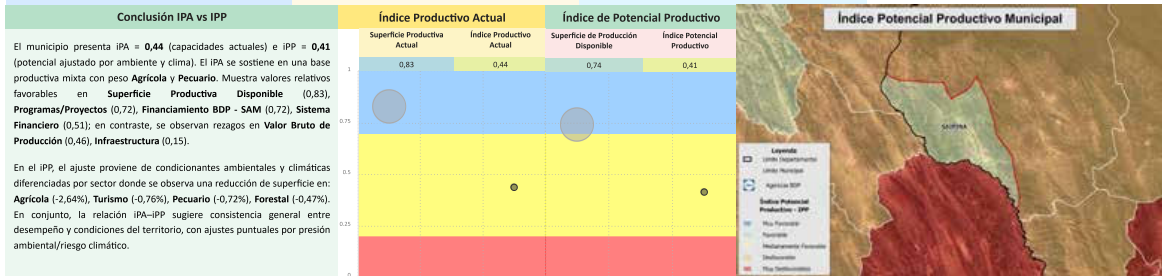 Conclusión IPA vs IPP
El municipio presenta iPA = 0,44 (capacidades actuales) e iPP = 0,41
(potencial ajustado por ambiente y clima). El iPA se sostiene en una base
productiva mixta con peso Agrícola y Pecuario. Muestra valores relativos
favorables en Superficie Productiva Disponible (0,83),
Programas/Proyectos (0,72), Financiamiento BDP - SAM (0,72), Sistema
Financiero (0,51); en contraste, se observan rezagos en Valor Bruto de
Producción (0,46), Infraestructura (0,15).
En el iPP, el ajuste proviene de condicionantes ambientales y climáticas
diferenciadas por sector donde se observa una reducción de superficie en:
Agrícola (-2,64%), Turismo (-0,76%), Pecuario (-0,72%), Forestal (-0,47%).
En conjunto, la relación iPA–iPP sugiere consistencia general entre
desempeño y condiciones del territorio, con ajustes puntuales por presión
ambiental/riesgo climático.
Índice Productivo Actual
Índice de Potencial Productivo
Superficie Productiva
Actual
Índice Productivo
Actual
Superficie de Producción
Disponible
Índice Potencial
Productivo
0,83
0,44
0,74
0,41
1
0.75
0.5
0.25
0
Índice Potencial Productivo Municipal
Leyenda
Límite Departamento
Límite Municipal
Agencias BDP
Índice Potencial
Productivo - IPP
Muy Favorable
Favorable
Medianamente Favorable
Desfavorable
Muy Desfavorable